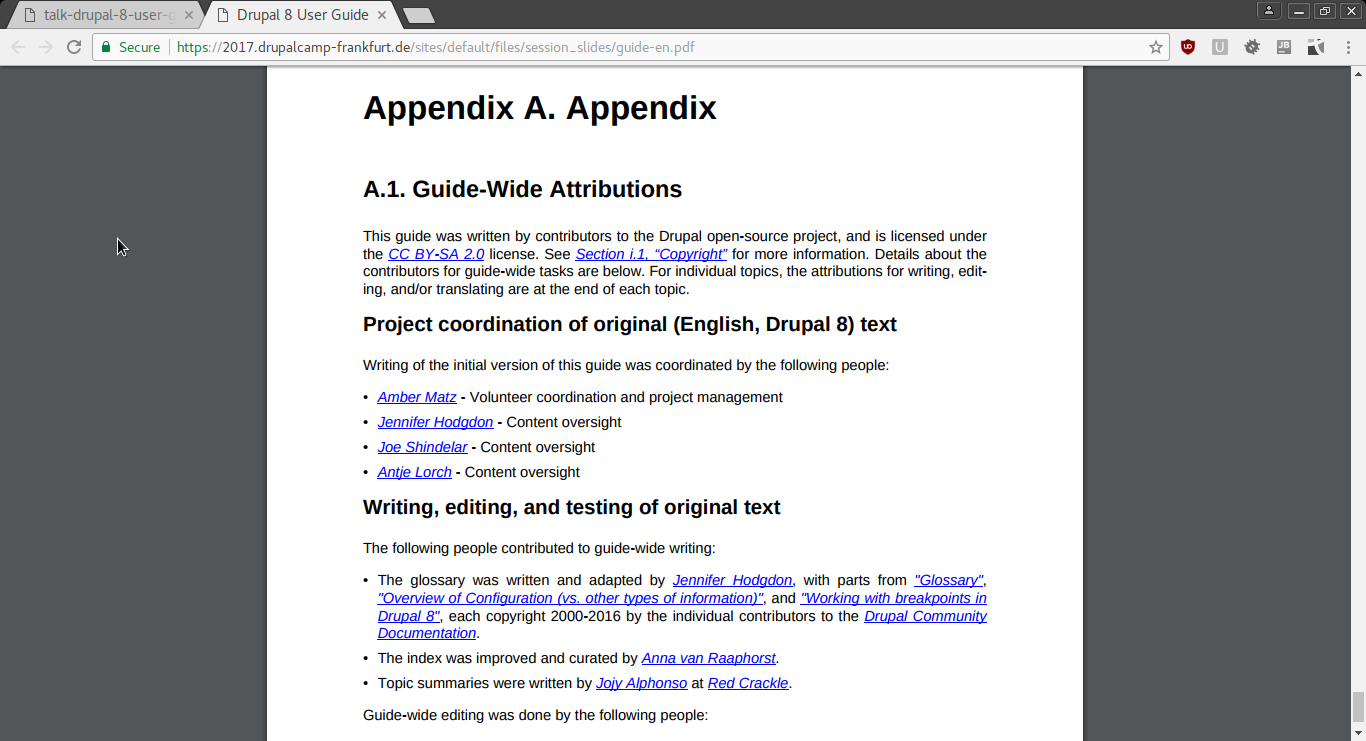 talk-drupal-8-user-g
Drupal 8 User Guide
Secure
https://2017.drupalcamp-frankfurt.de/sites/default/files/session_slides/guide-en.pdf
U
JB
Appendix A. Appendix
A.1. Guide-Wide Attributions
This guide was written by contributors to the Drupal open-source project, and is licensed under
the CC BY-SA 2.0 license. See Section i.1, “Copyright” for more information. Details about the
contributors for guide-wide tasks are below. For individual topics, the attributions for writing, edit-
ing, and/or translating are at the end of each topic.
Project coordination of original (English, Drupal 8) text
Writing of the initial version of this guide was coordinated by the following people:
• Amber Matz - Volunteer coordination and project management
• Jennifer Hodgdon - Content oversight
• Joe Shindelar - Content oversight
• Antje Lorch - Content oversight
Writing, editing, and testing of original text
The following people contributed to guide-wide writing:
• The glossary was written and adapted by Jennifer Hodgdon, with parts from "Glossary",
"Overview of Configuration (vs. other types of information)", and "Working with breakpoints in
Drupal 8", each copyright 2000-2016 by the individual contributors to the Drupal Community
Documentation.
• The index was improved and curated by Anna van Raaphorst.
• Topic summaries were written by Jojy Alphonso at Red Crackle.
Guide-wide editing was done by the following people: